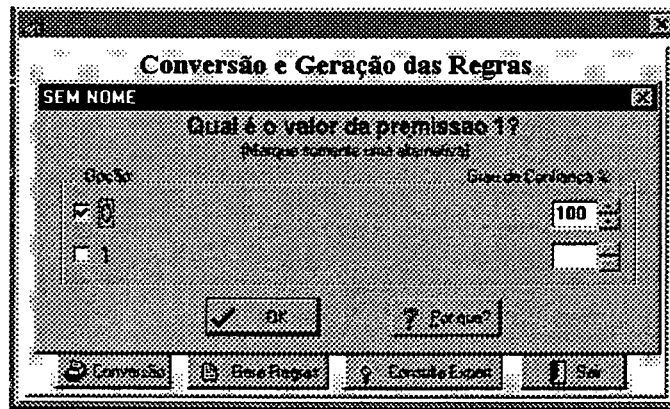 Conversão e Geração das Regras
SEM NOME
Qual é o valor da premissao 1?
(Marque somente uma alternativa)
Opção Grau de Confiança %
0 100
1
OK Porque?
Conversão Gera Regras Consulta Expert Sair